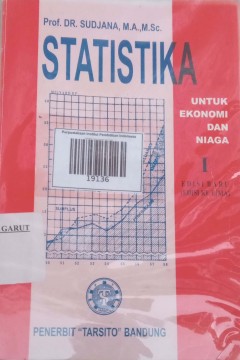 Prof. DR. SUDJANA, M.A.,M.Sc.
STATISTIKA
UNTUK
EKONOMI
DAN
NIAGA
I
19136
GARUT
PENERBIT "TARSITO" BANDUNG